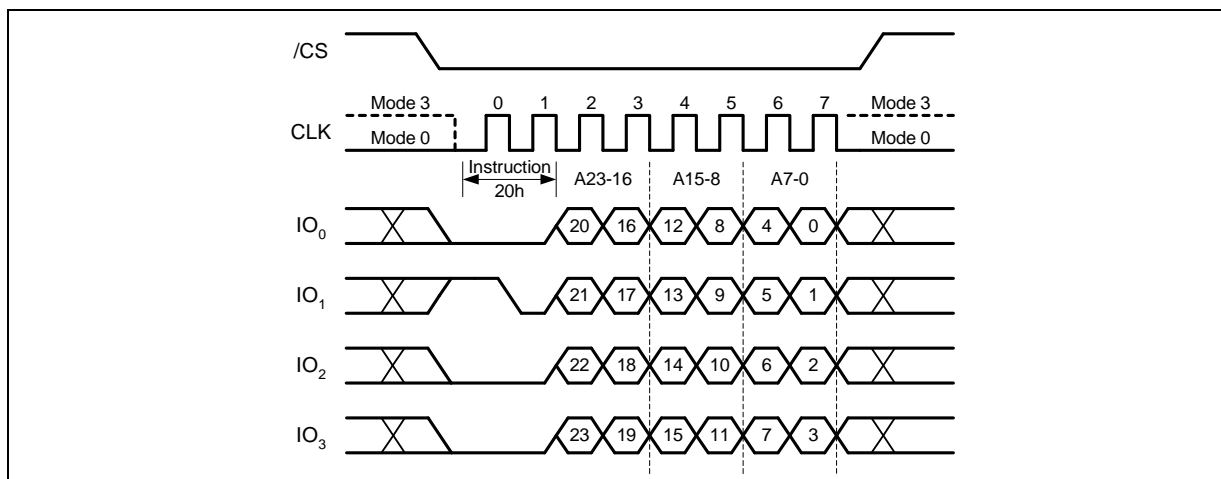 /CS
Mode 3 0 1 2 3 4 5 6 7 Mode 3
CLK
Mode 0 Mode 0
Instruction
20h
A23-16 A15-8 A7-0
IO0 20 16 12 8 4 0
IO1 21 17 13 9 5 1
IO2 22 18 14 10 6 2
IO3 23 19 15 11 7 3